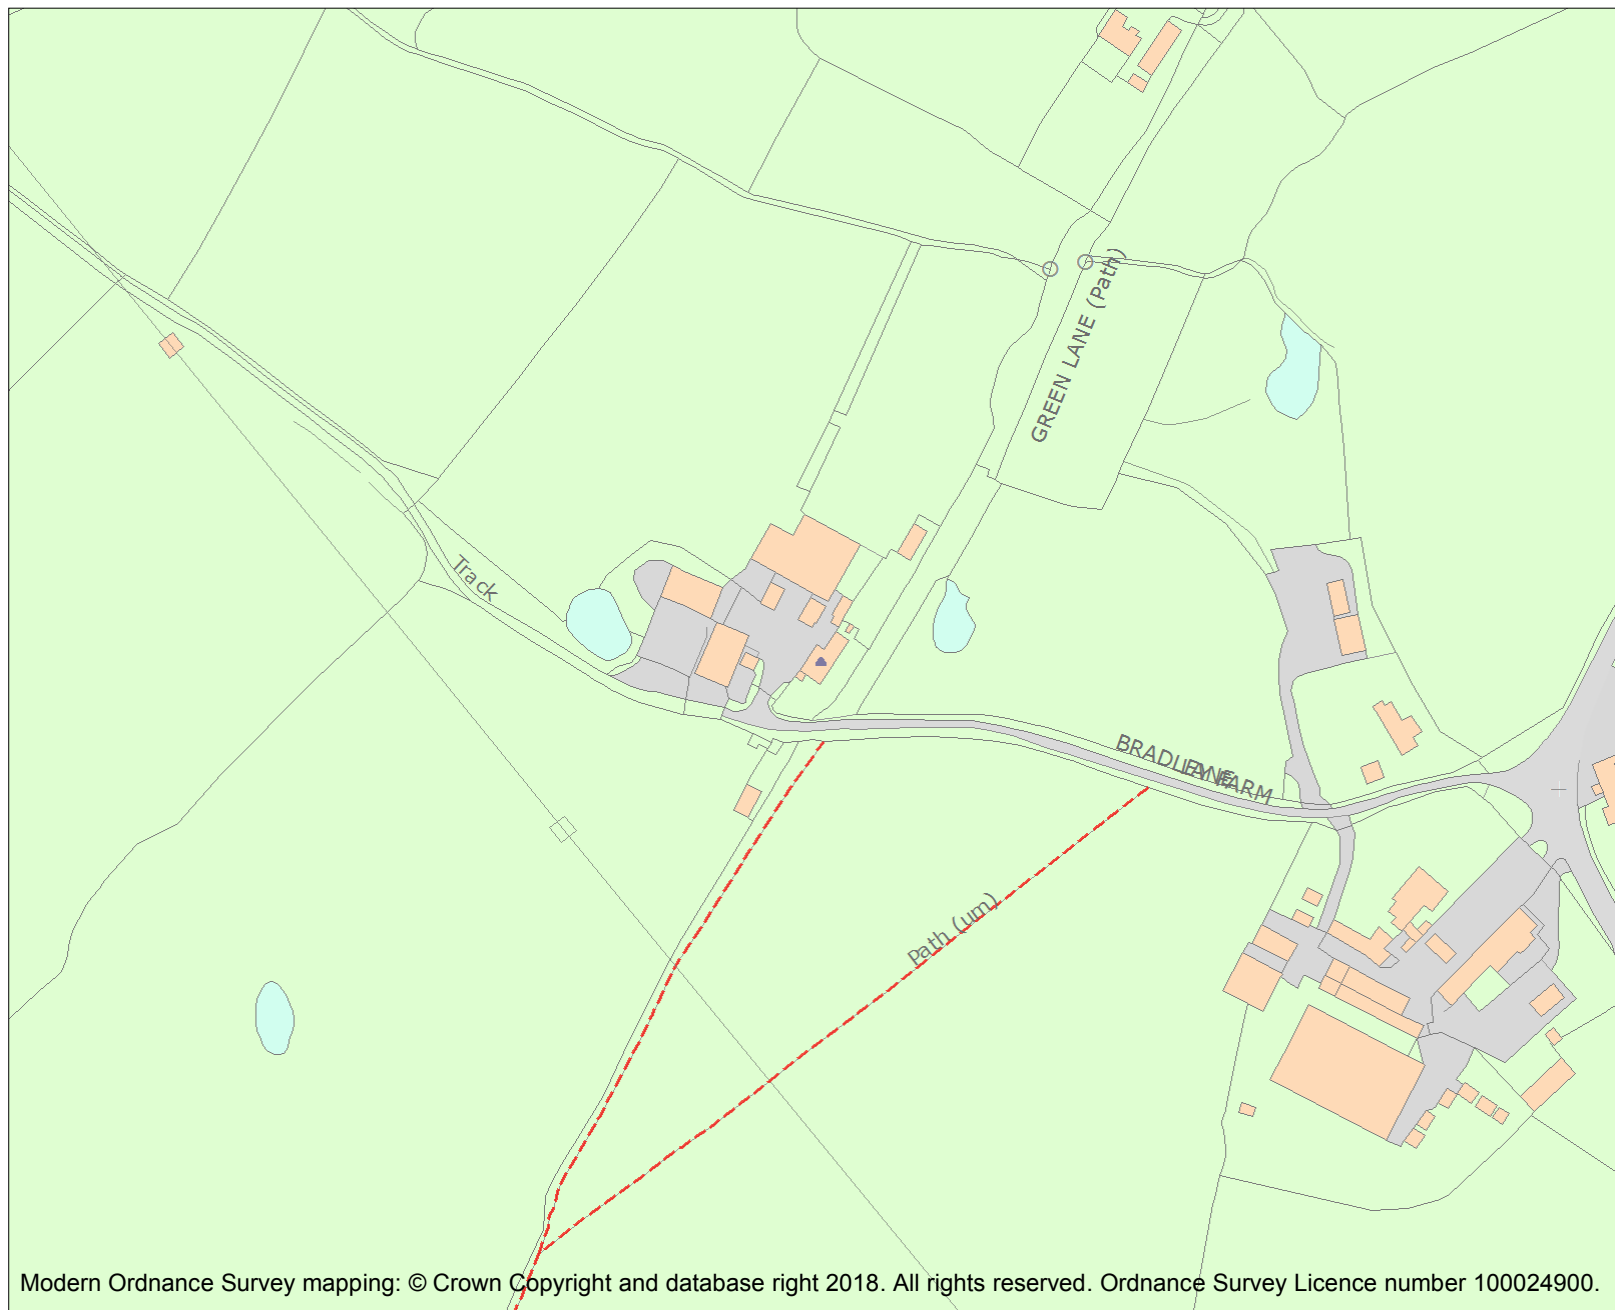 GREEN LANE (Path)
Track
BRADLEY FARM
LANE
Path (um)
Modern Ordnance Survey mapping: © Crown Copyright and database right 2018. All rights reserved. Ordnance Survey Licence number 100024900.